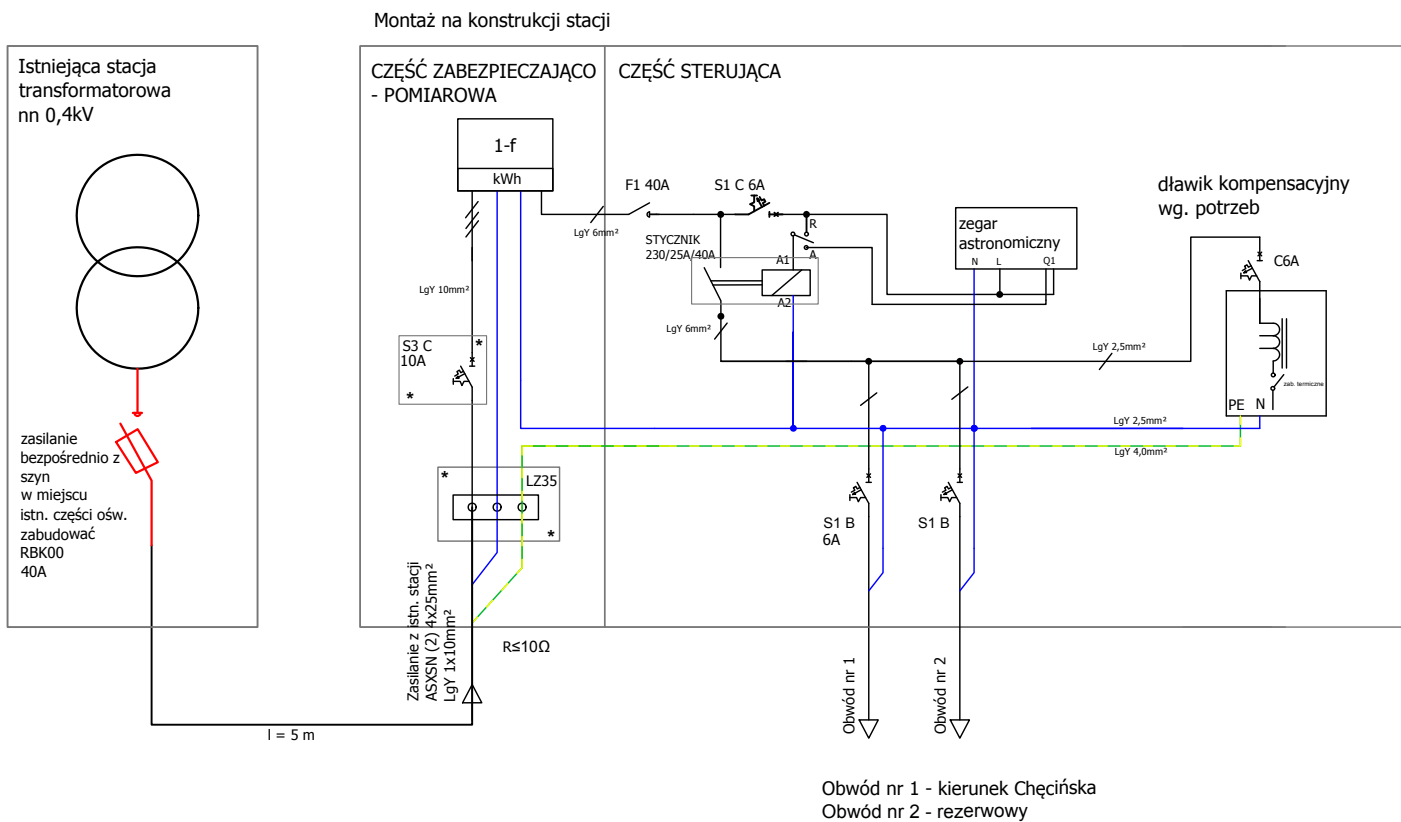 Montaż na konstrukcji stacji
Istniejąca stacja
transformatorowa
nn 0,4kV
zasilanie
bezpośrednio z
szyn
w miejscu
istn. części ośw.
zabudować
RBK00
40A
l = 5 m
CZĘŚĆ ZABEZPIECZAJĄCO
- POMIAROWA
1-f
kWh
LgY 10mm²
S3 C
10A
*
*
*
LZ35
*
Zasilanie z istn. stacji
ASXSN (2) 4x25mm²
LgY 1x10mm²
R≤10Ω
CZĘŚĆ STERUJĄCA
LgY 6mm²
F1 40A
S1 C 6A
STYCZNIK
230/25A/40A
R
A
A1
A2
LgY 6mm²
zegar
astronomiczny
N L Q1
dławik kompensacyjny
wg. potrzeb
C6A
zab. termiczne
PE N
LgY 2,5mm²
LgY 2,5mm²
LgY 4,0mm²
S1 B
6A
S1 B
Obwód nr 1
Obwód nr 2
Obwód nr 1 - kierunek Chęcińska
Obwód nr 2 - rezerwowy